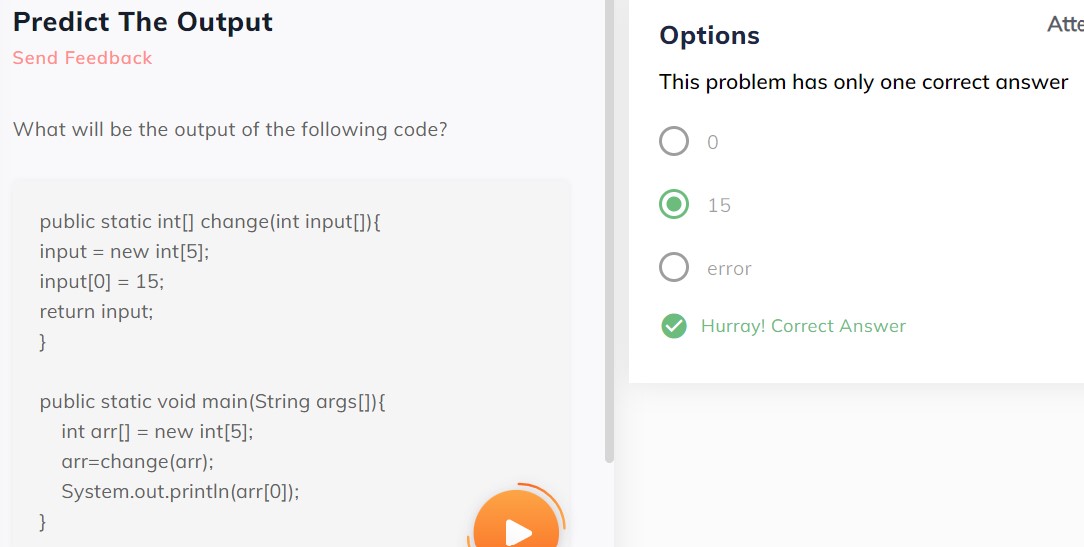 Predict The Output
Send Feedback
What will be the output of the following code?
public static int[] change(int input[]){
input = new int[5];
input[0] = 15;
return input;
}
public static void main(String args[]){
int arr[] = new int[5];
arr=change(arr);
System.out.println(arr[0]);
}
Options
Atte
This problem has only one correct answer
0
15
error
Hurray! Correct Answer